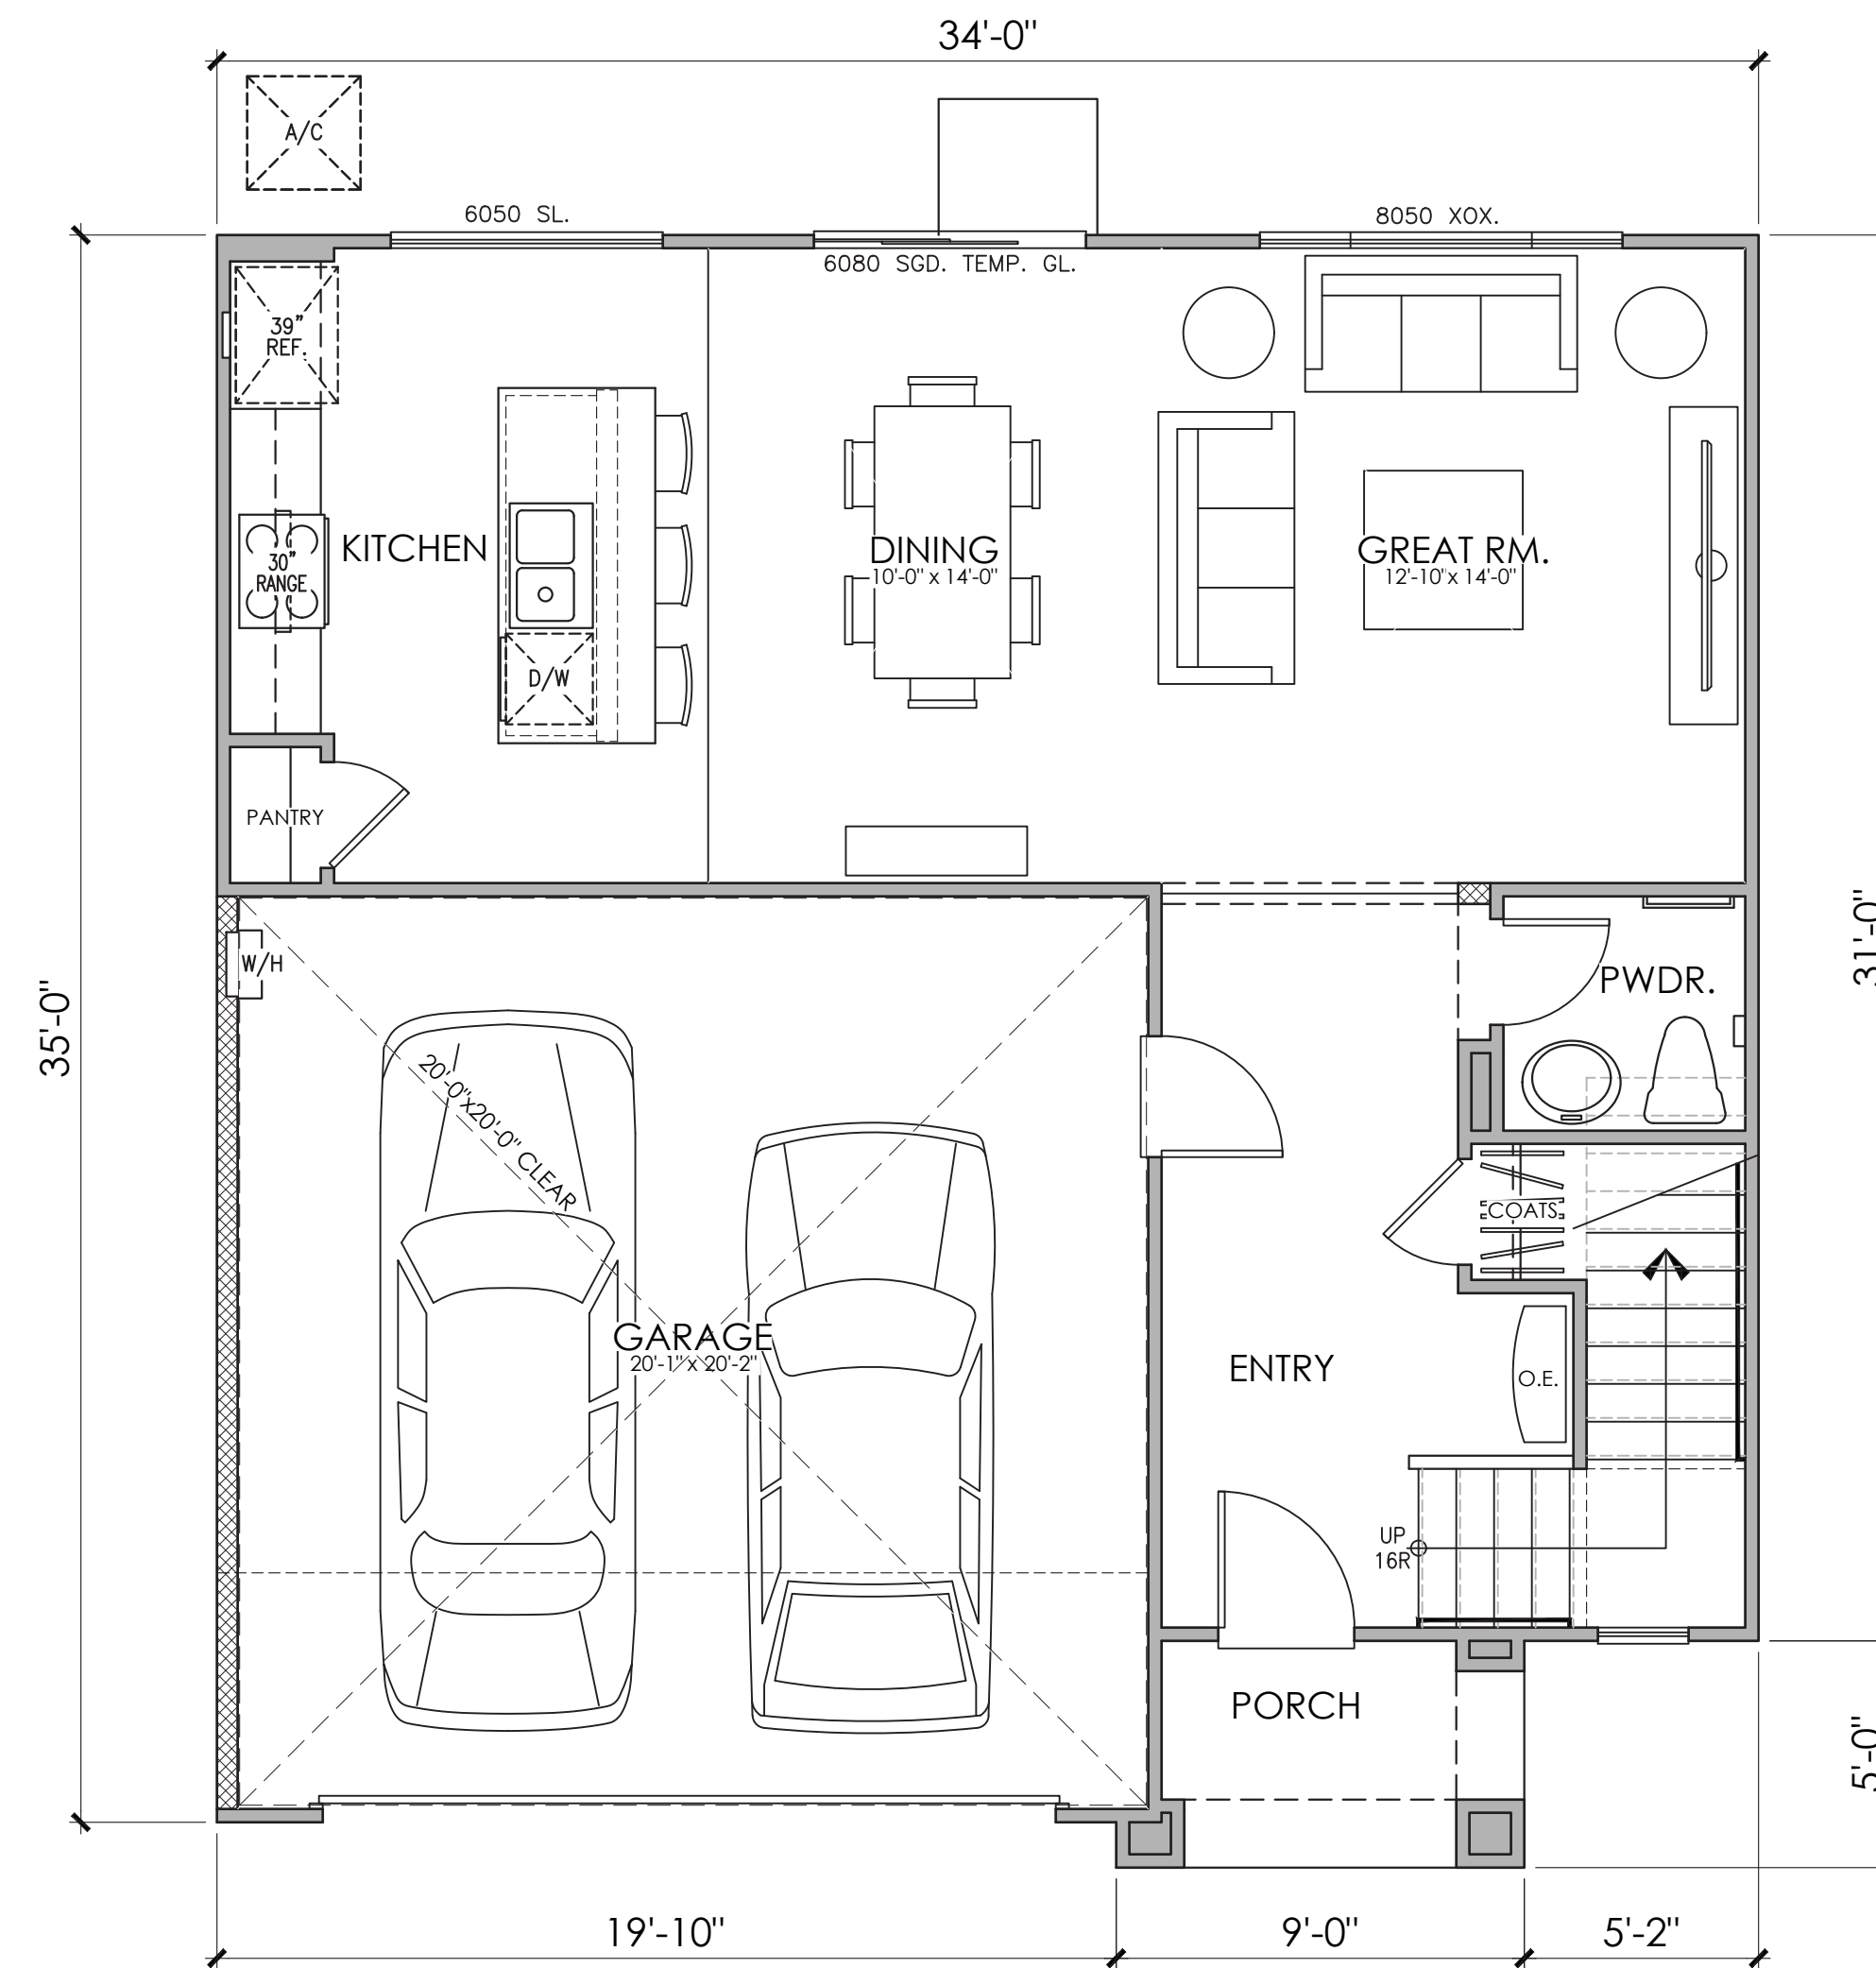 34'-0"
A/C
6050 SL.
8050 XOX.
6080 SGD. TEMP. GL.
39"
REF.
KITCHEN
30"
RANGE
DINING
10'-0" x 14'-0"
GREAT RM.
12'-10"x 14'-0"
D/W
PANTRY
31'-0"
W/H
PWDR.
35'-0"
20'-0"x20'-0" CLEAR
COATS
GARAGE
20'-1" x 20'-2"
ENTRY
O.E.
UP
16R
PORCH
5'-0"
19'-10"
9'-0"
5'-2"